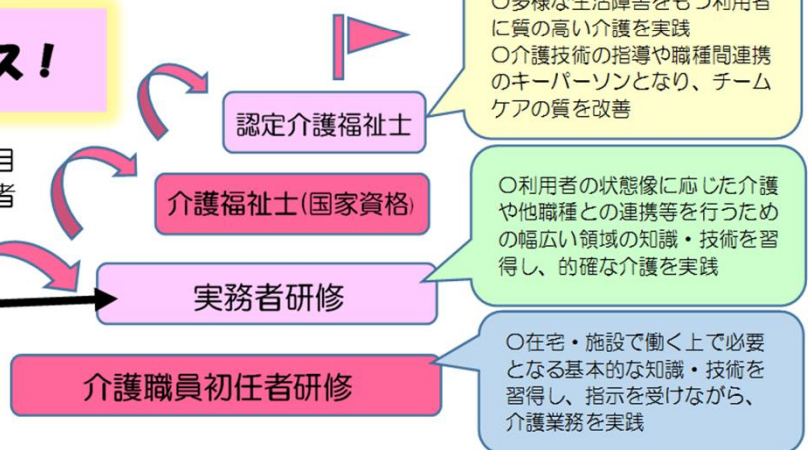 ○多様な生活障害をもつ利用者
に質の高い介護を実践
○介護技術の指導や職種間連携
のキーパーソンとなり、チーム
ケアの質を改善
ス！
認定介護福祉士
目
者
介護福祉士(国家資格)
○利用者の状態像に応じた介護
や他職種との連携等を行うため
の幅広い領域の知識・技術を習
得し、的確な介護を実践
実務者研修
○在宅・施設で働く上で必要
となる基本的な知識・技術を
習得し、指示を受けながら、
介護業務を実践
介護職員初任者研修